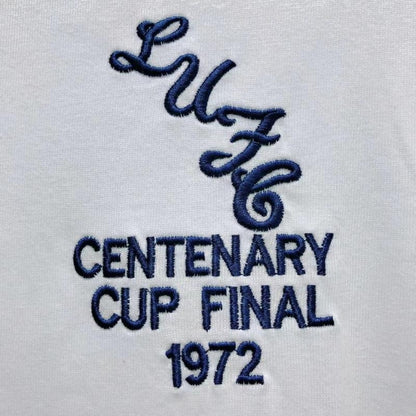 LUFC
CENTENARY
CUP FINAL
1972